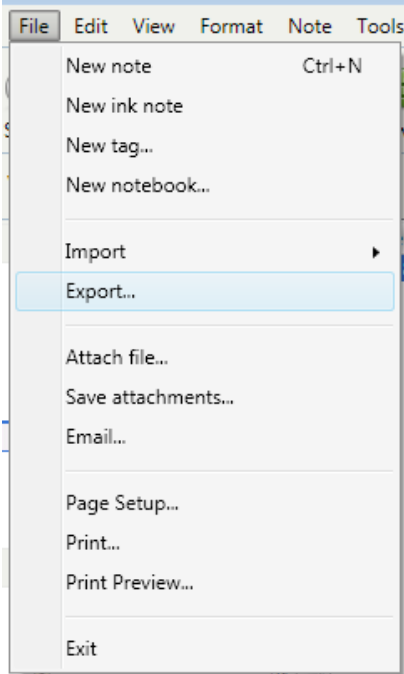 File Edit View Format Note Tools
New note Ctrl+N
New ink note
New tag...
New notebook...
Import
Export...
Attach file...
Save attachments...
Email...
Page Setup...
Print...
Print Preview...
Exit